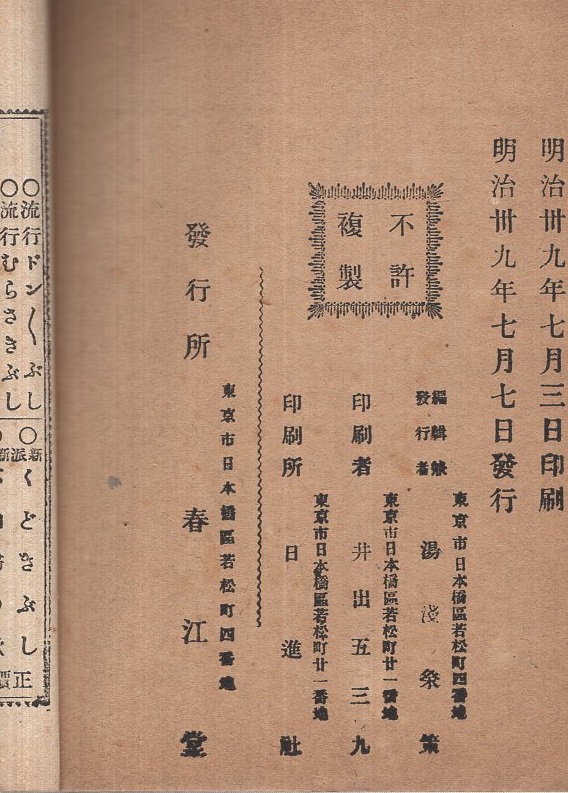 明治卅九年七月三日印刷
明治卅九年七月七日發行
不許
複製
編輯兼
發行者
東京市日本橋區若松町四番地
湯淺粂策
印刷者
東京市日本橋區若松町廿一番地
井出五三九
印刷所
東京市日本橋區若松町廿一番地
日進社
發行所
東京市日本橋區若松町四番地
春江堂
○流行ドン〱ぶし
○くどきぶし
正
○流行むらさきぶし
新派新